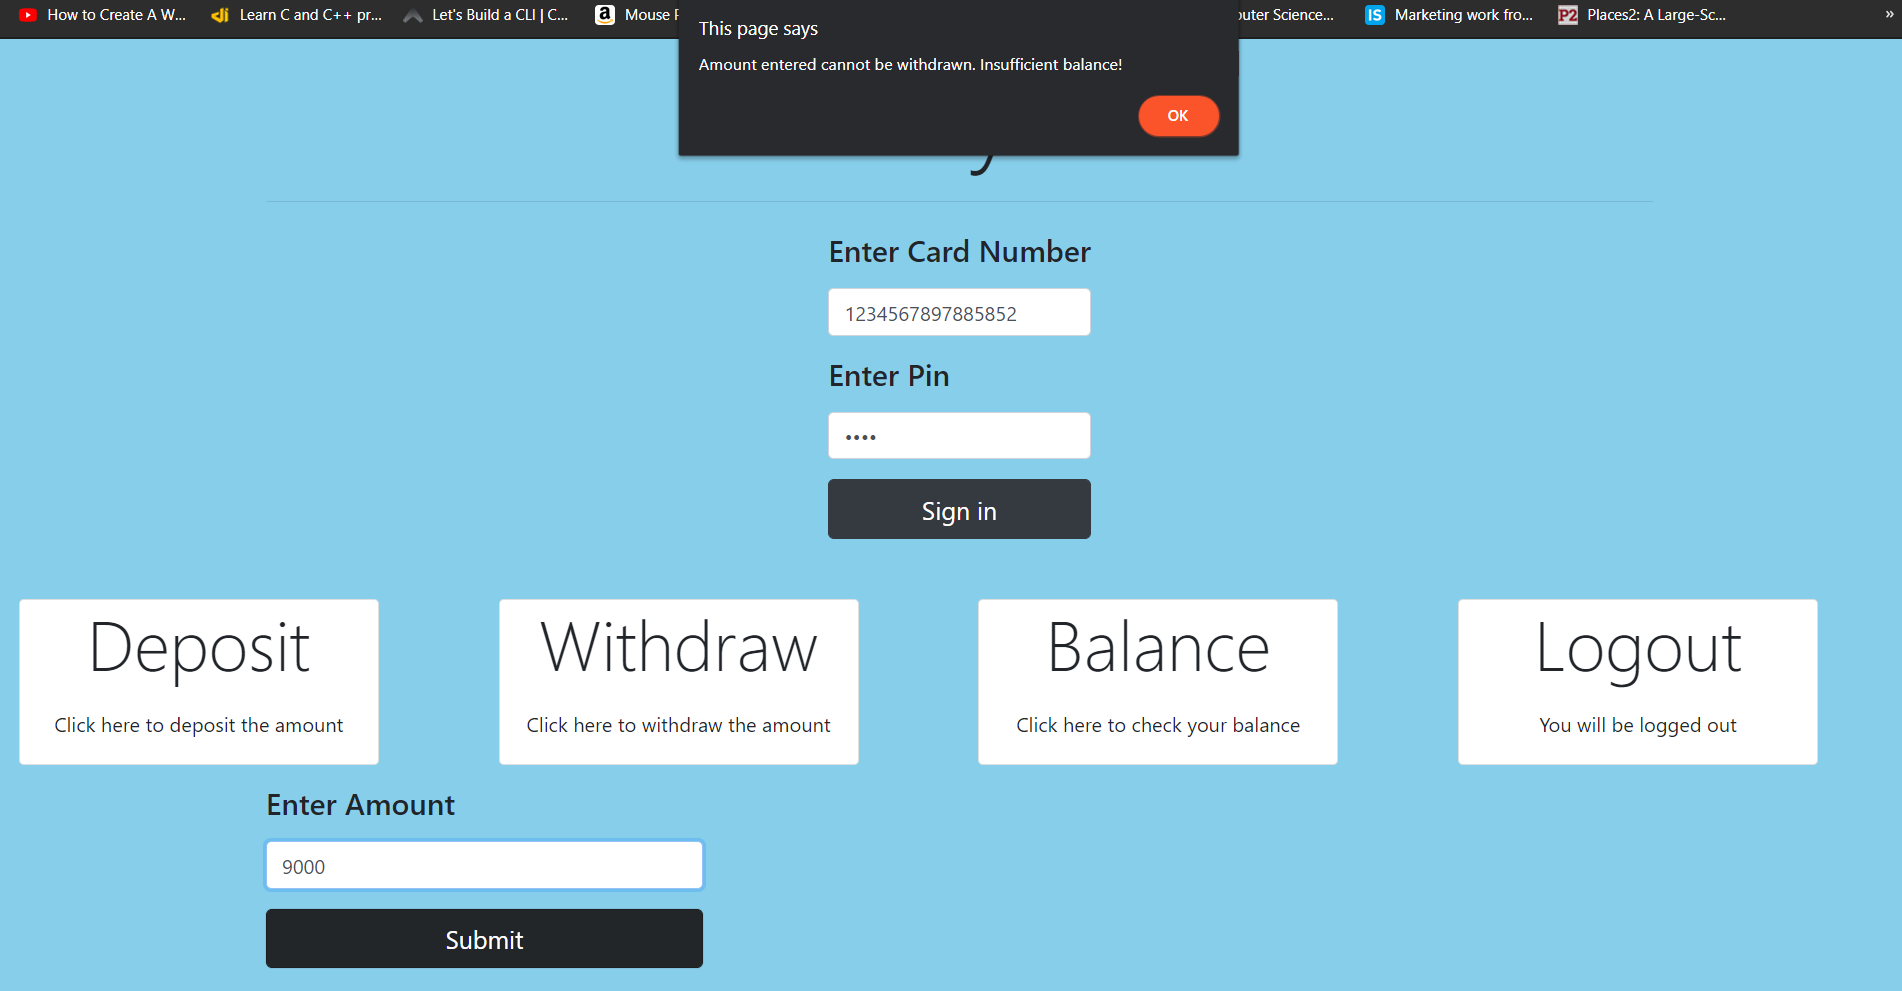 How to Create A W...
Learn C and C++ pr...
Let's Build a CLI | C...
Mouse
Science...
Marketing work fro...
Places2: A Large-Sc...
»
This page says
Amount entered cannot be withdrawn. Insufficient balance!
OK
Enter Card Number
1234567897885852
Enter Pin
••••
Sign in
Deposit
Click here to deposit the amount
Withdraw
Click here to withdraw the amount
Balance
Click here to check your balance
Logout
You will be logged out
Enter Amount
9000
Submit